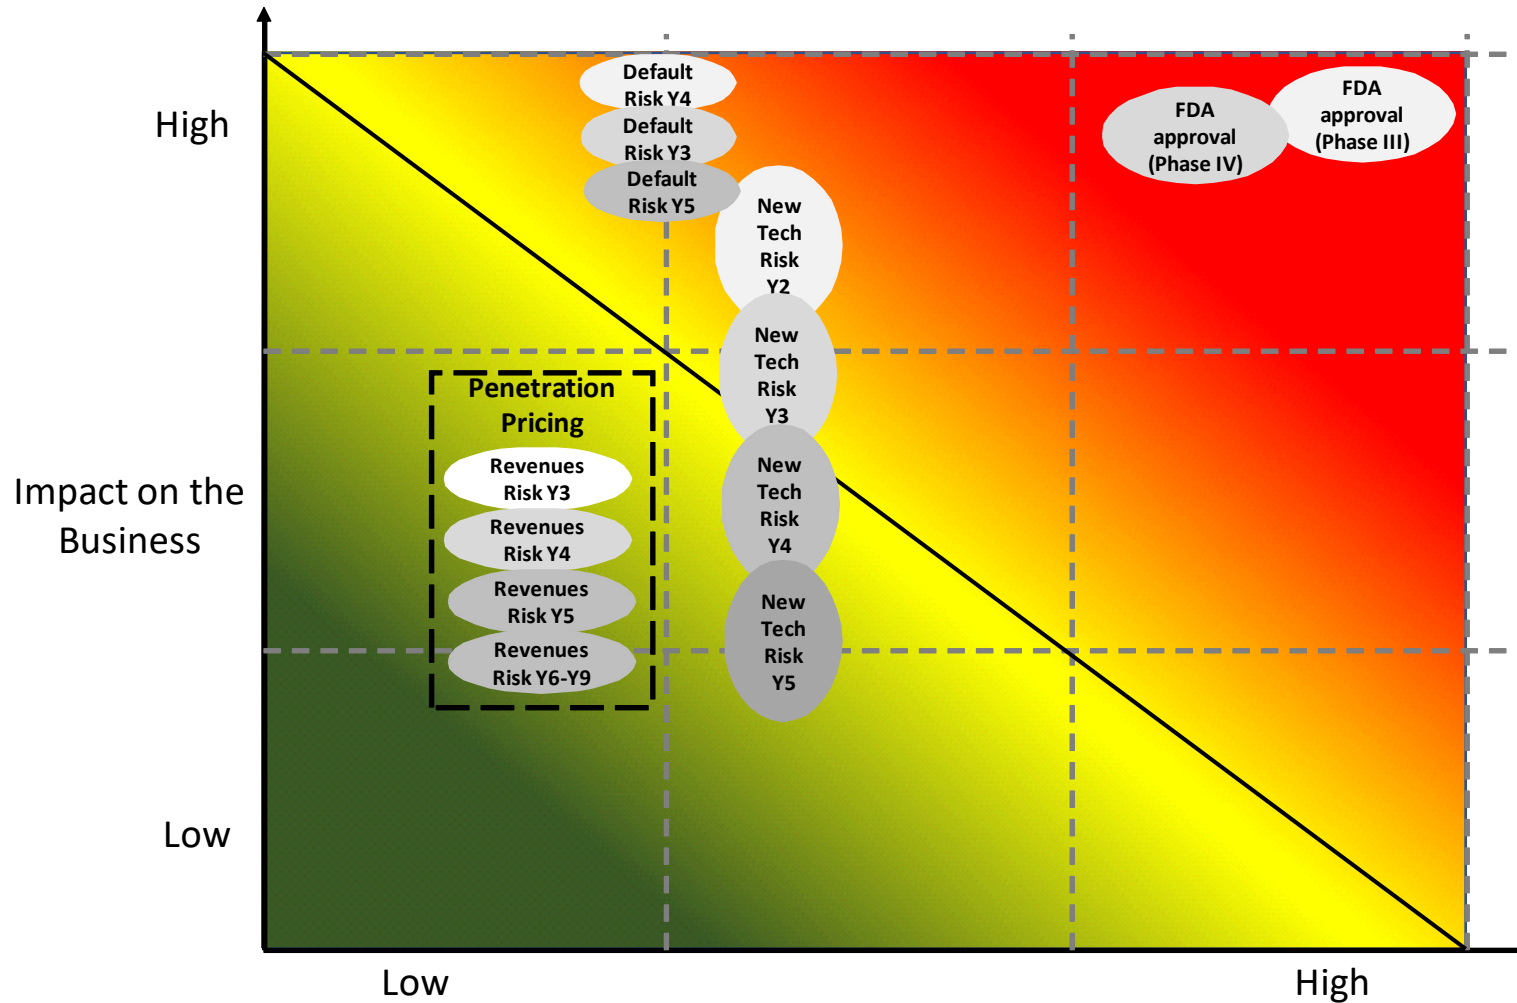 High
Impact on the
Business
Low
Default
Risk Y4
Default
Risk Y3
Default
Risk Y5
New
Tech
Risk
Y2
New
Tech
Risk
Y3
New
Tech
Risk
Y4
New
Tech
Risk
Y5
FDA
approval
(Phase IV)
FDA
approval
(Phase III)
Penetration
Pricing
Revenues
Risk Y3
Revenues
Risk Y4
Revenues
Risk Y5
Revenues
Risk Y6-Y9
Low
High